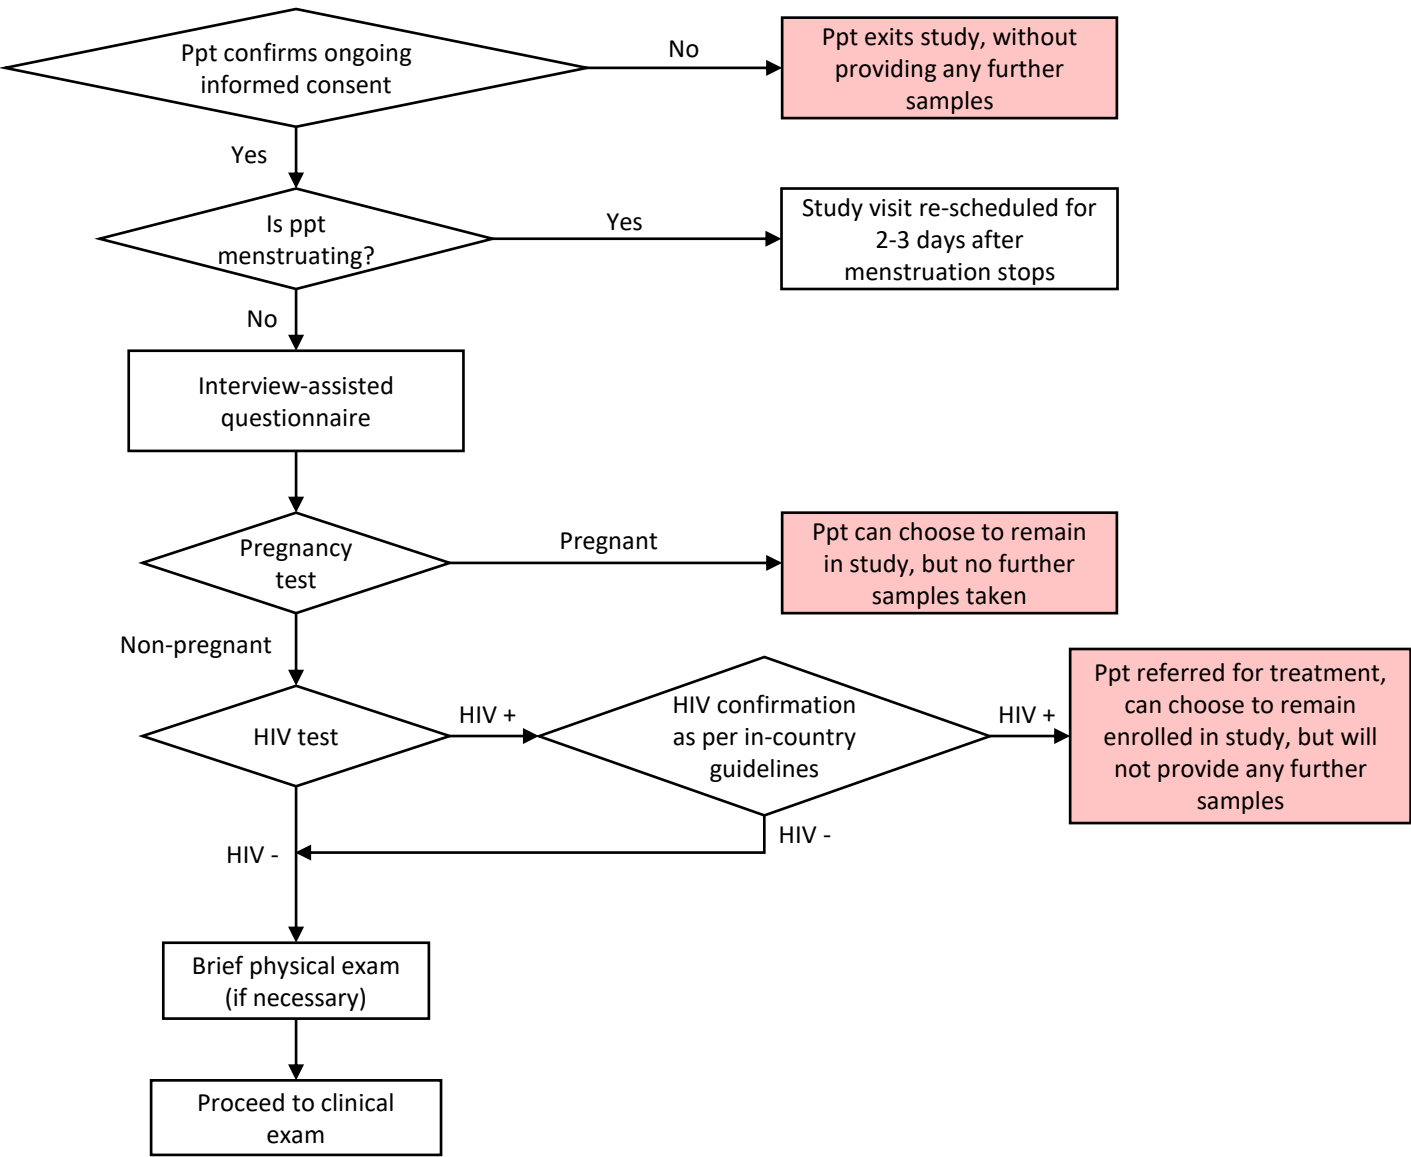 Ppt confirms ongoing
informed consent
No
Ppt exits study, without
providing any further
samples
Yes
Is ppt
menstruating?
Yes
Study visit re-scheduled for
2-3 days after
menstruation stops
No
Interview-assisted
questionnaire
Pregnancy
test
Pregnant
Ppt can choose to remain
in study, but no further
samples taken
Non-pregnant
HIV test
HIV +
HIV confirmation
as per in-country
guidelines
HIV +
Ppt referred for treatment,
can choose to remain
enrolled in study, but will
not provide any further
samples
HIV -
HIV -
Brief physical exam
(if necessary)
Proceed to clinical
exam